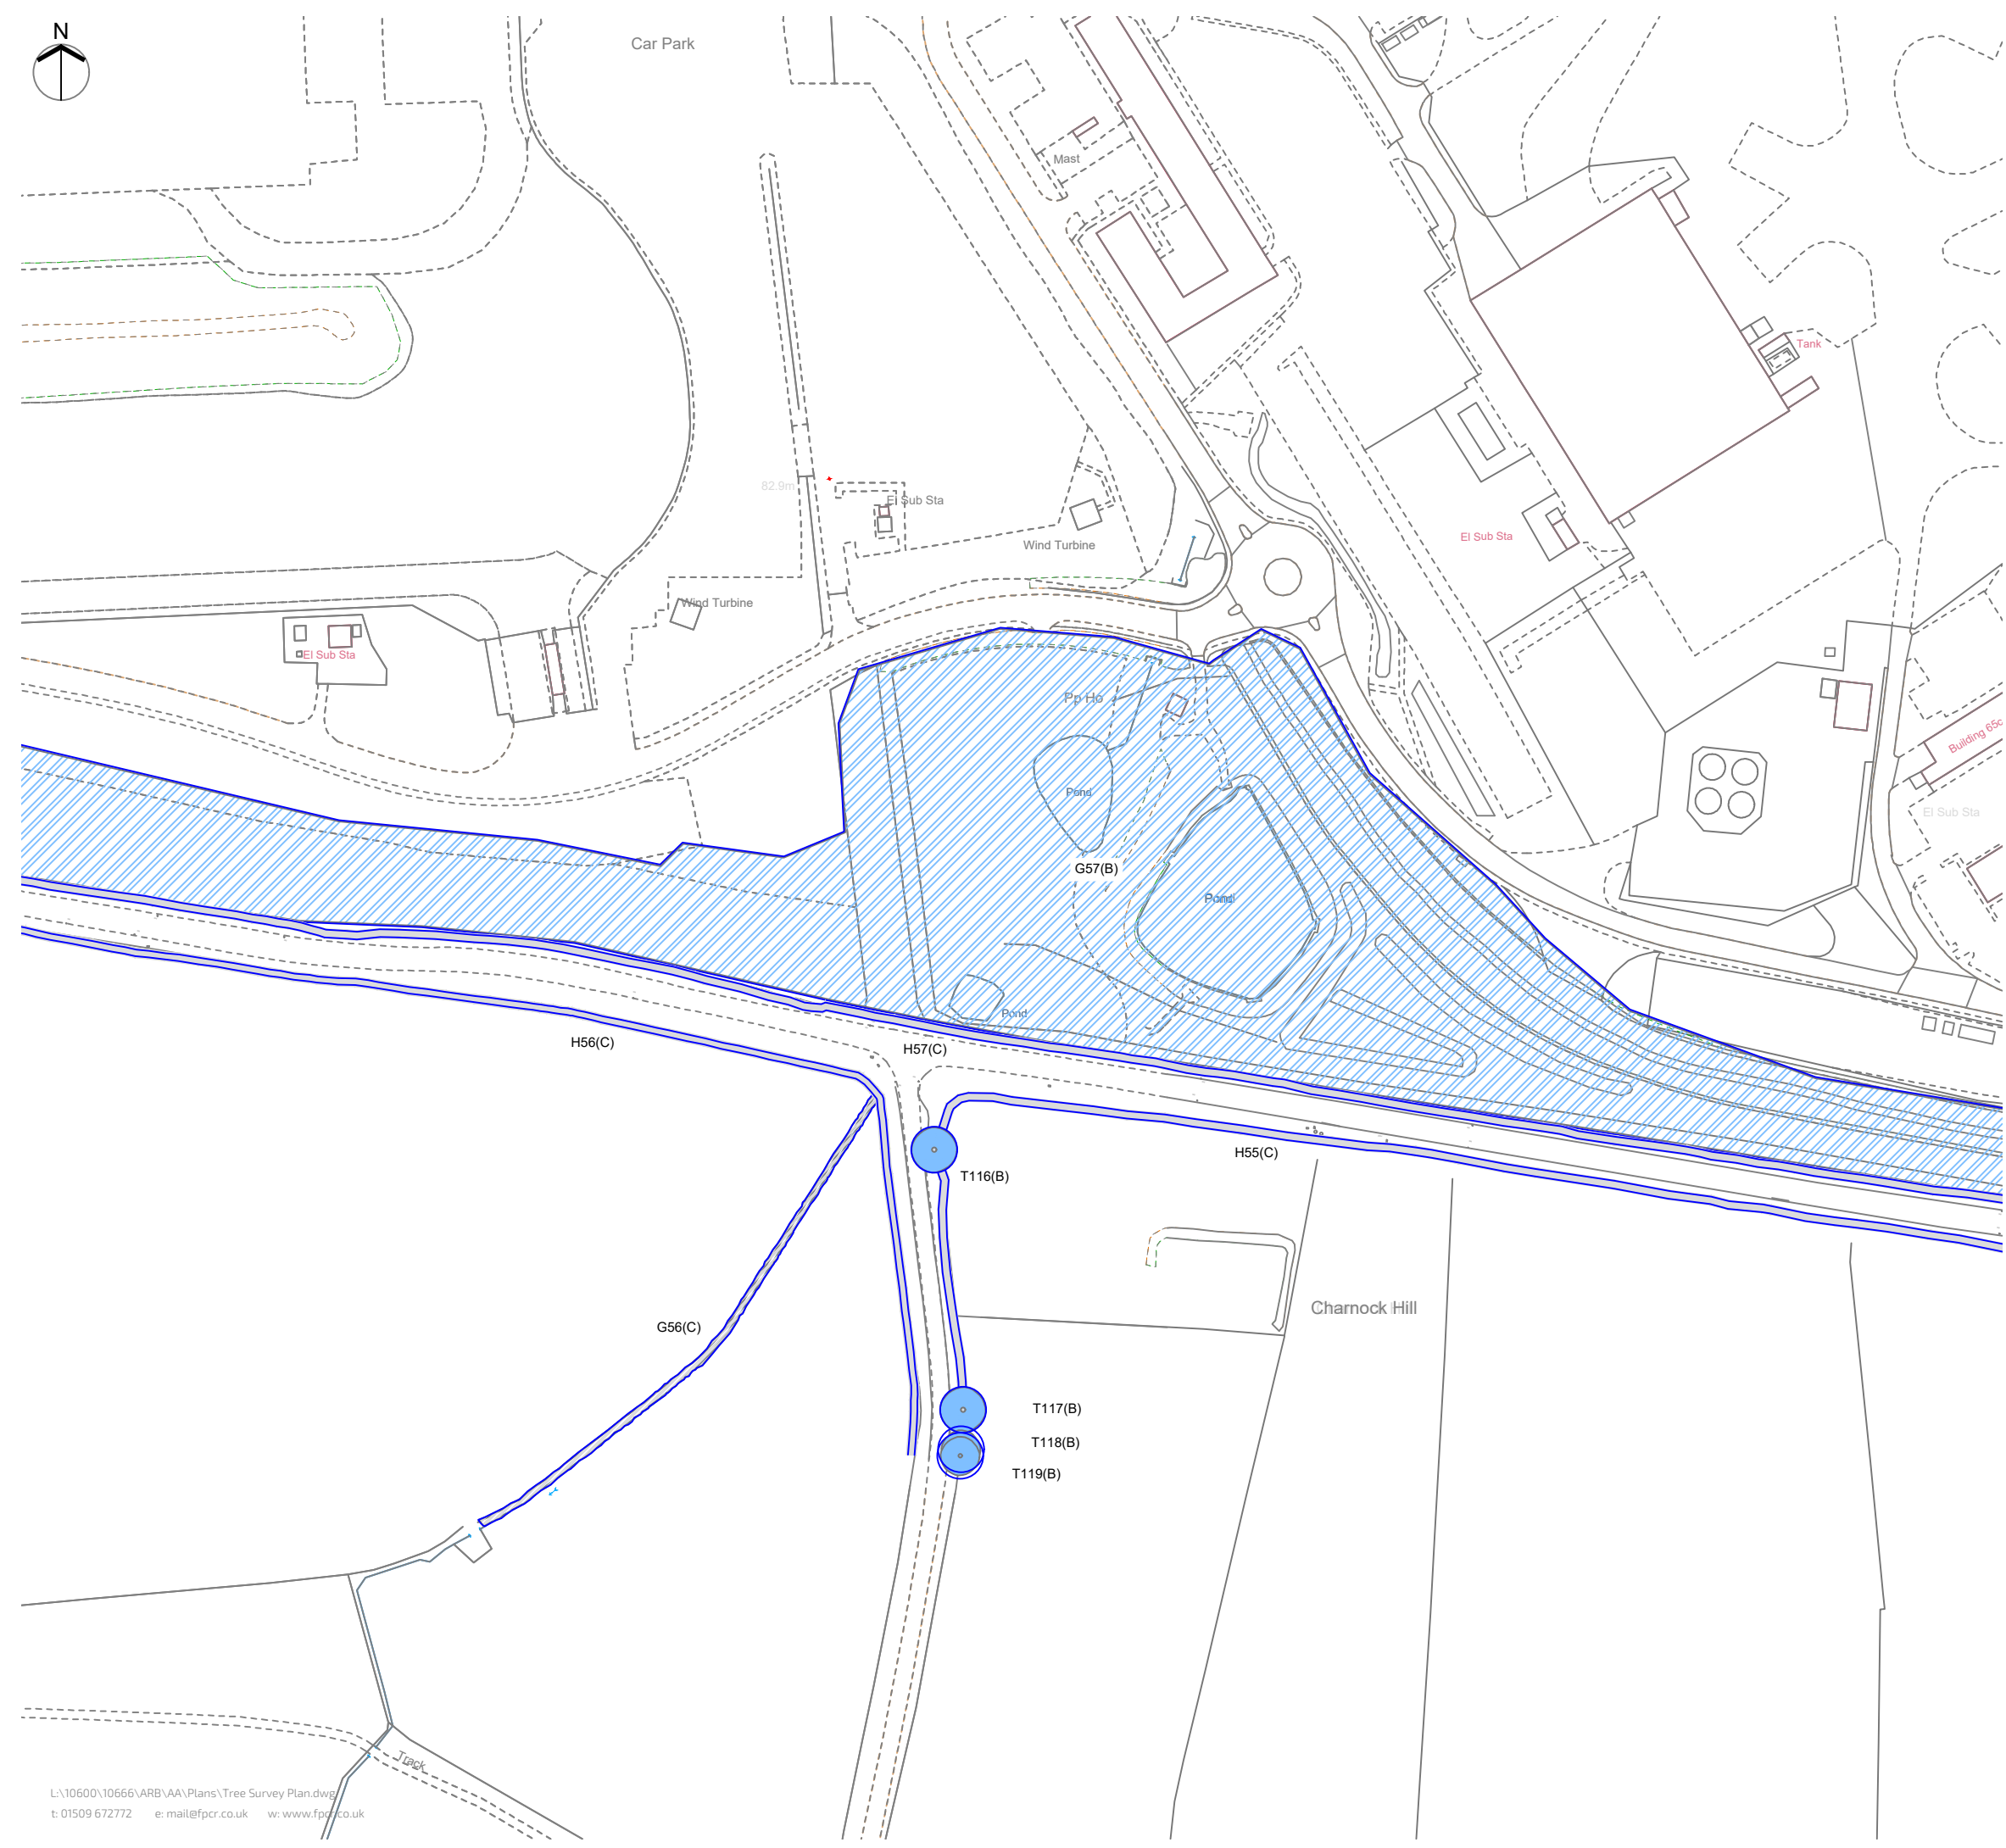 N
Car Park
Mast
Tank
82.9m
El Sub Sta
El Sub Sta
Wind Turbine
Wind Turbine
El Sub Sta
Pp Ho
Building 65c
Pond
El Sub Sta
G57(B)
Pond
Pond
H56(C)
H57(C)
H55(C)
T116(B)
Charnock Hill
G56(C)
T117(B)
T118(B)
T119(B)
Track
L:\10600\10666\ARB\AA\Plans\Tree Survey Plan.dwg
t: 01509 672772 e: mail@fpcr.co.uk w: www.fpcr.co.uk